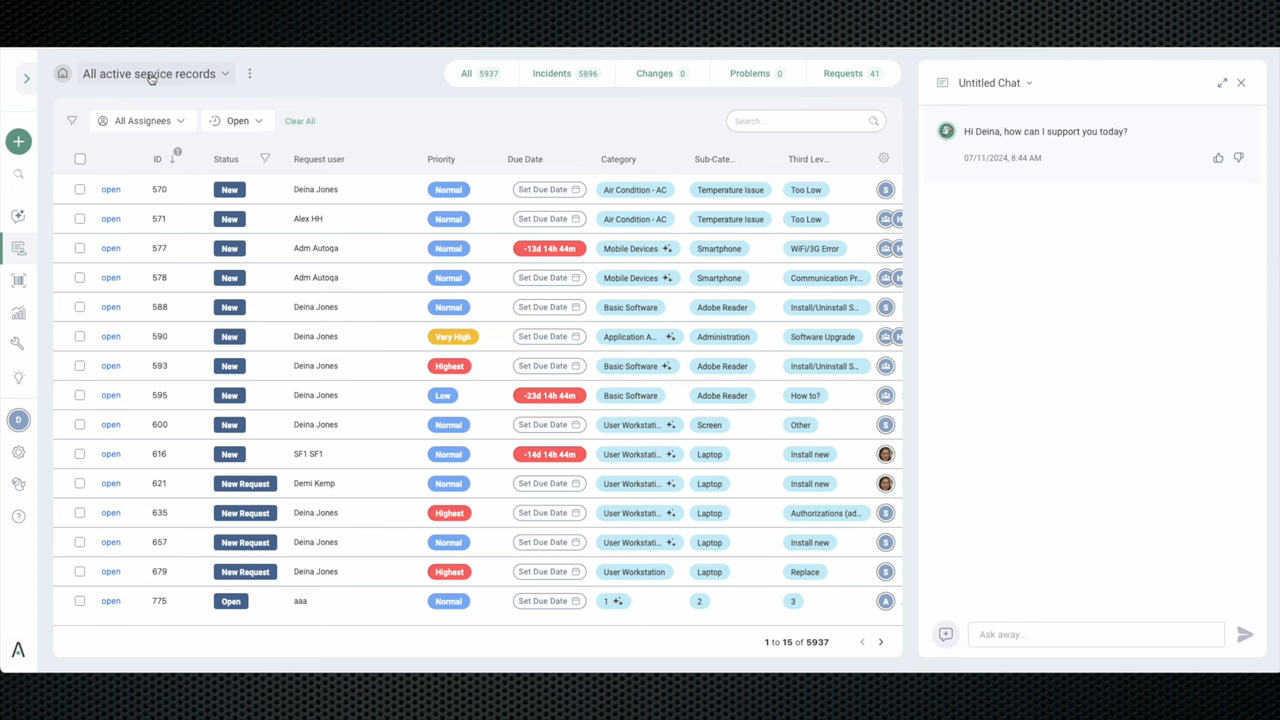 All active service records
All 5937 Incidents 5896 Changes 0 Problems 0 Requests 41
All Assignees Open Clear All Search...
ID 1 Status Request user Priority Due Date Category Sub-Cate... Third Lev...
open 570 New Deina Jones Normal Set Due Date Air Condition - AC Temperature Issue Too Low S
open 571 New Alex HH Normal Set Due Date Air Condition - AC Temperature Issue Too Low H
open 577 New Adm Autoqa Normal -13d 14h 44m Mobile Devices Smartphone WiFi/3G Error H
open 578 New Adm Autoqa Normal Set Due Date Mobile Devices Smartphone Communication Pr... H
open 588 New Deina Jones Normal Set Due Date Basic Software Adobe Reader Install/Uninstall S... S
open 590 New Deina Jones Very High Set Due Date Application A... Administration Software Upgrade H
open 593 New Deina Jones Highest Set Due Date Basic Software Adobe Reader Install/Uninstall S...
open 595 New Deina Jones Low -23d 14h 44m Basic Software Adobe Reader How to?
open 600 New Deina Jones Normal Set Due Date User Workstati... Screen Other S
open 616 New SF1 SF1 Normal -14d 14h 44m User Workstati... Laptop Install new
open 621 New Request Demi Kemp Normal Set Due Date User Workstati... Laptop Install new
open 635 New Request Deina Jones Highest Set Due Date User Workstati... Laptop Authorizations (ad... S
open 657 New Request Deina Jones Normal Set Due Date User Workstati... Laptop Install new S
open 679 New Request Deina Jones Highest Set Due Date User Workstation Laptop Replace S
open 775 Open aaa Normal Set Due Date 1 2 3 A
1 to 15 of 5937
D
Untitled Chat
Hi Deina, how can I support you today?
07/11/2024, 8:44 AM
Ask away...